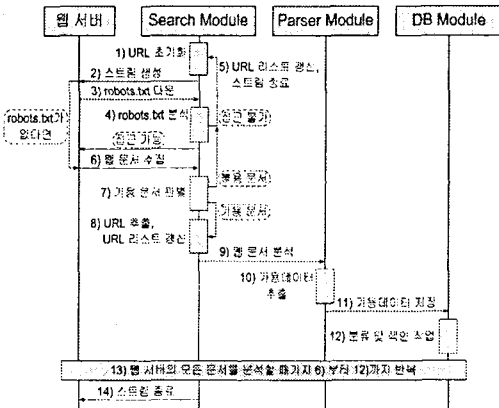 웹 서버
Search Module
Parser Module
DB Module
1) URL 초기화
2) 스트림 생성
3) robots.txt 다운
5) URL 리스트 갱신,
스트림 종료
robots.txt가
없다면
4) robots.txt 분석
접근 불가
접근 가능
6) 웹 문서 수집
불용 문서
7) 가용 문서 판별
가용 문서
8) URL 추출,
URL 리스트 갱신
9) 웹 문서 분석
10) 가용데이터
추출
11) 가용데이터 저장
12) 분류 및 색인 작업
13) 웹 서버의 모든 문서를 분석할 때까지 6) 부터 12)까지 반복
14) 스트림 종료